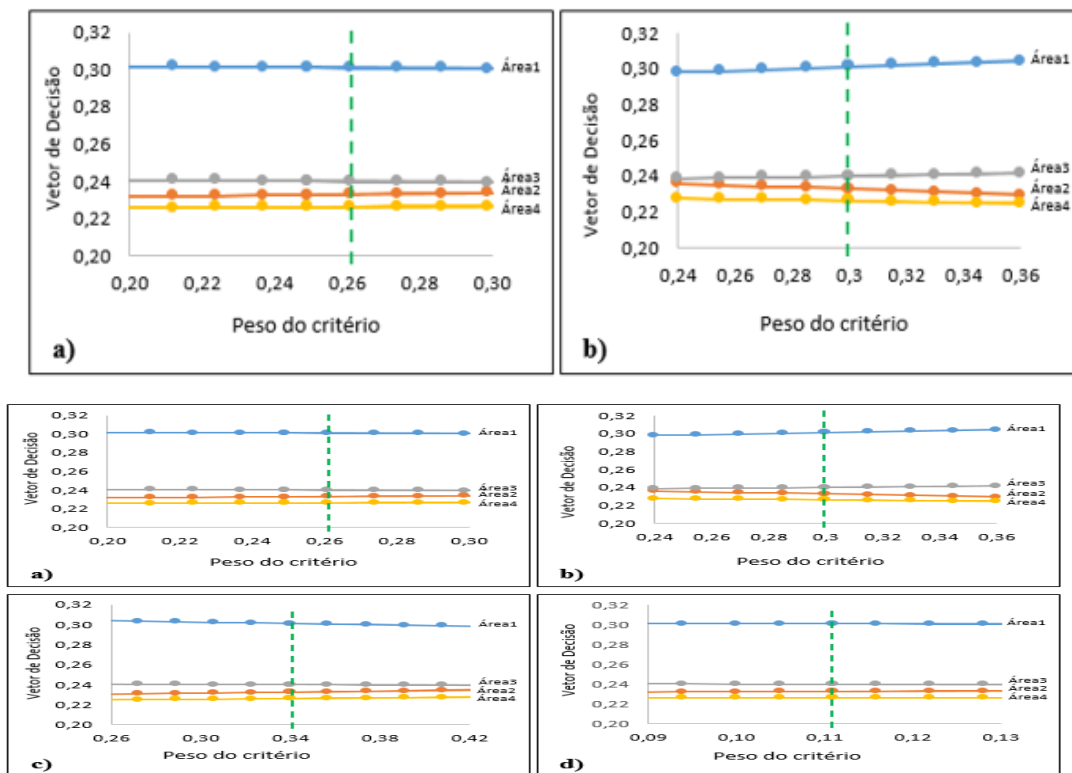 0,32
0,30
0,28
0,26
0,24
0,22
0,20
Vetor de Decisão
Área1
Área3
Área2
Área4
0,20 0,22 0,24 0,26 0,28 0,30
Peso do critério
a)
0,32
0,30
0,28
0,26
0,24
0,22
0,20
Vetor de Decisão
Área1
Área3
Área2
Área4
0,24 0,26 0,28 0,3 0,32 0,34 0,36
Peso do critério
b)
0,32
0,30
0,28
0,26
0,24
0,22
0,20
Vetor de Decisão
Área1
Área3
Área2
Área4
0,20 0,22 0,24 0,26 0,28 0,30
Peso do critério
a)
0,32
0,30
0,28
0,26
0,24
0,22
0,20
Vetor de Decisão
Área1
Área3
Área2
Área4
0,24 0,26 0,28 0,3 0,32 0,34 0,36
Peso do critério
b)
0,32
0,30
0,28
0,26
0,24
0,22
0,20
Vetor de Decisão
Área1
Área3
Área2
Área4
0,26 0,30 0,34 0,38 0,42
Peso do critério
c)
0,32
0,30
0,28
0,26
0,24
0,22
0,20
Vetor de Decisão
Área1
Área3
Área2
Área4
0,09 0,10 0,11 0,12 0,13
Peso do critério
d)